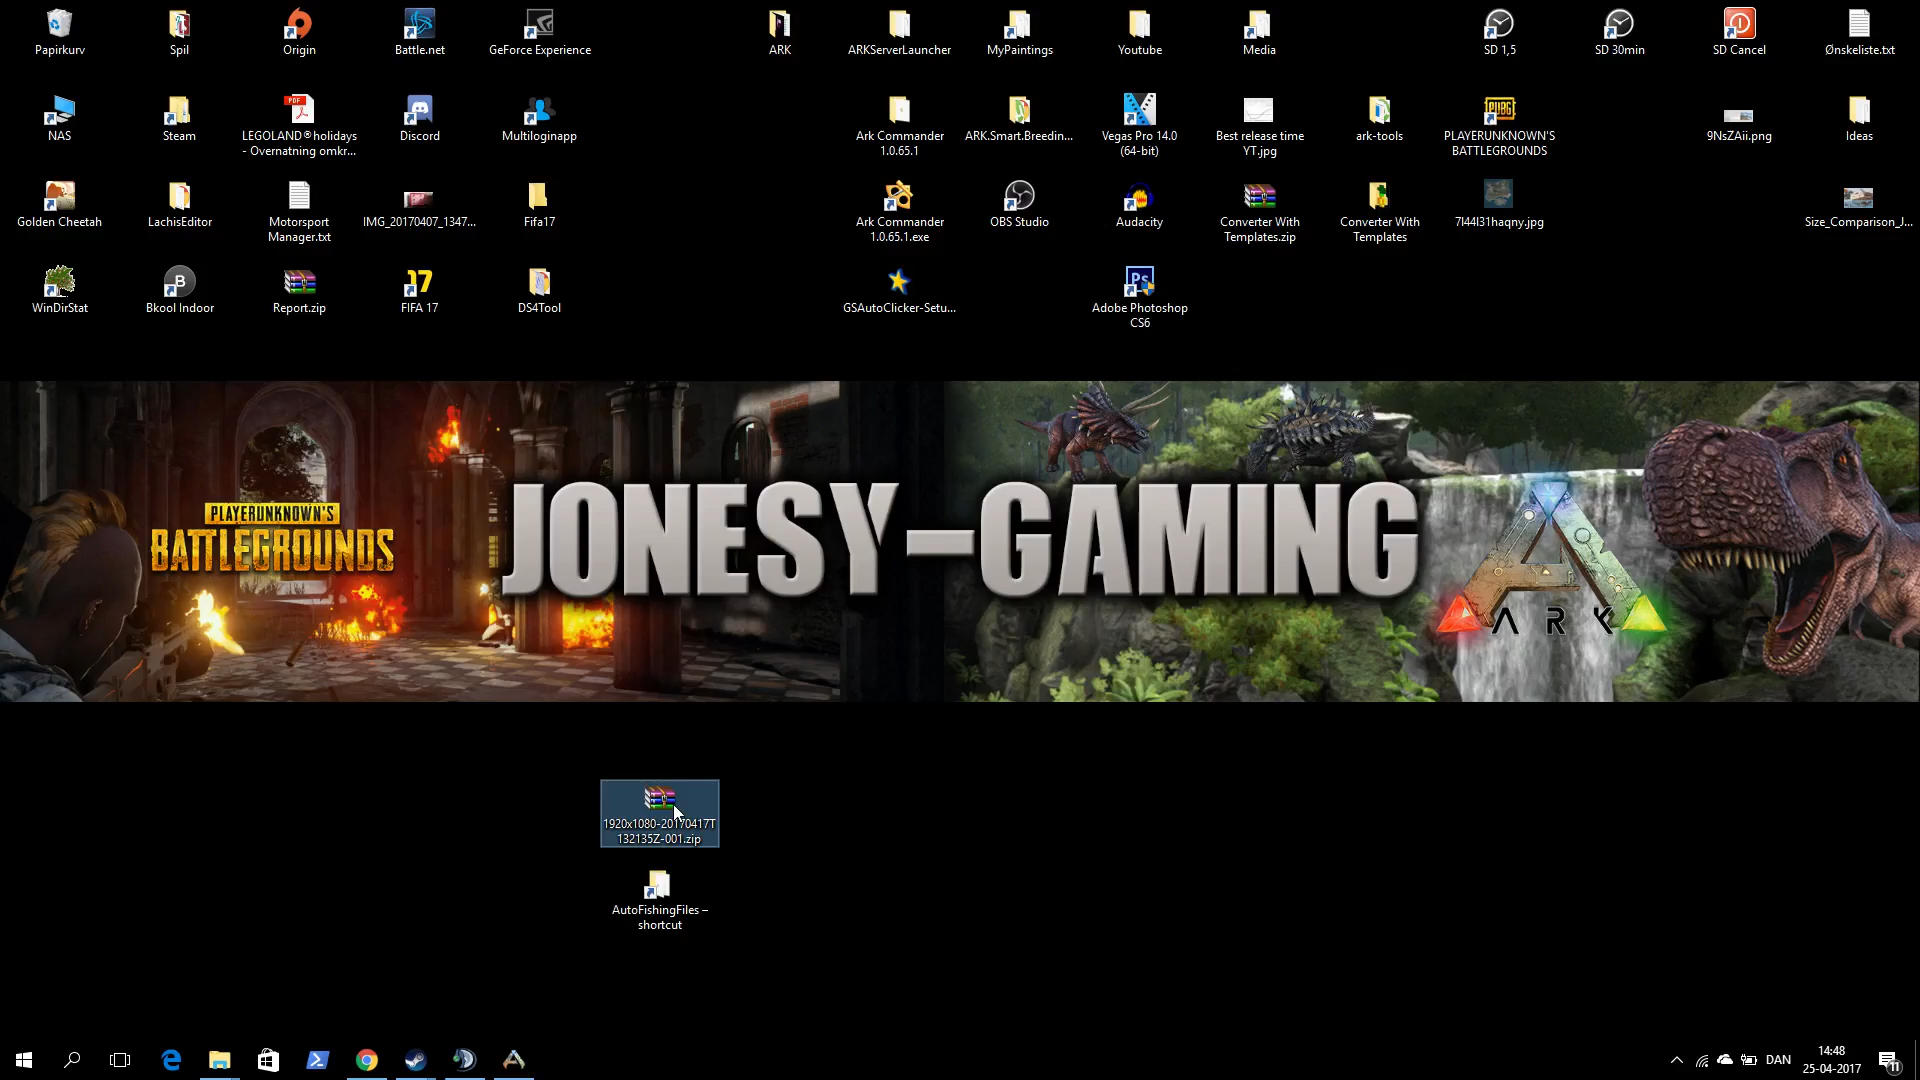 Papirkurv
Spil
Origin
Battle.net
GeForce Experience
ARK
ARKServerLauncher
MyPaintings
Youtube
Media
SD 1,5
SD 30min
SD Cancel
Ønskeliste.txt
NAS
Steam
PDF
LEGOLAND®holidays
- Overnatning omkr...
Discord
Multiloginapp
Ark Commander
1.0.65.1
ARK.Smart.Breedin...
Vegas Pro 14.0
(64-bit)
Best release time
YT.jpg
ark-tools
PUBG
PLAYERUNKNOWN'S
BATTLEGROUNDS
9NsZAii.png
Ideas
Golden Cheetah
LachisEditor
Motorsport
Manager.txt
IMG_20170407_1347...
Fifa17
Ark Commander
1.0.65.1.exe
OBS Studio
Audacity
Converter With
Templates.zip
Converter With
Templates
7l44l31haqny.jpg
Size_Comparison_J...
WinDirStat
B
Bkool Indoor
Report.zip
17
FIFA 17
DS4Tool
GSAutoClicker-Setu...
Ps
Adobe Photoshop
CS6
PLAYERUNKNOWN'S
BATTLEGROUNDS
JONESY-GAMING
ARK
1920x1080-20170417T
132135Z-001.zip
AutoFishingFiles –
shortcut
DAN
14:48
25-04-2017
11